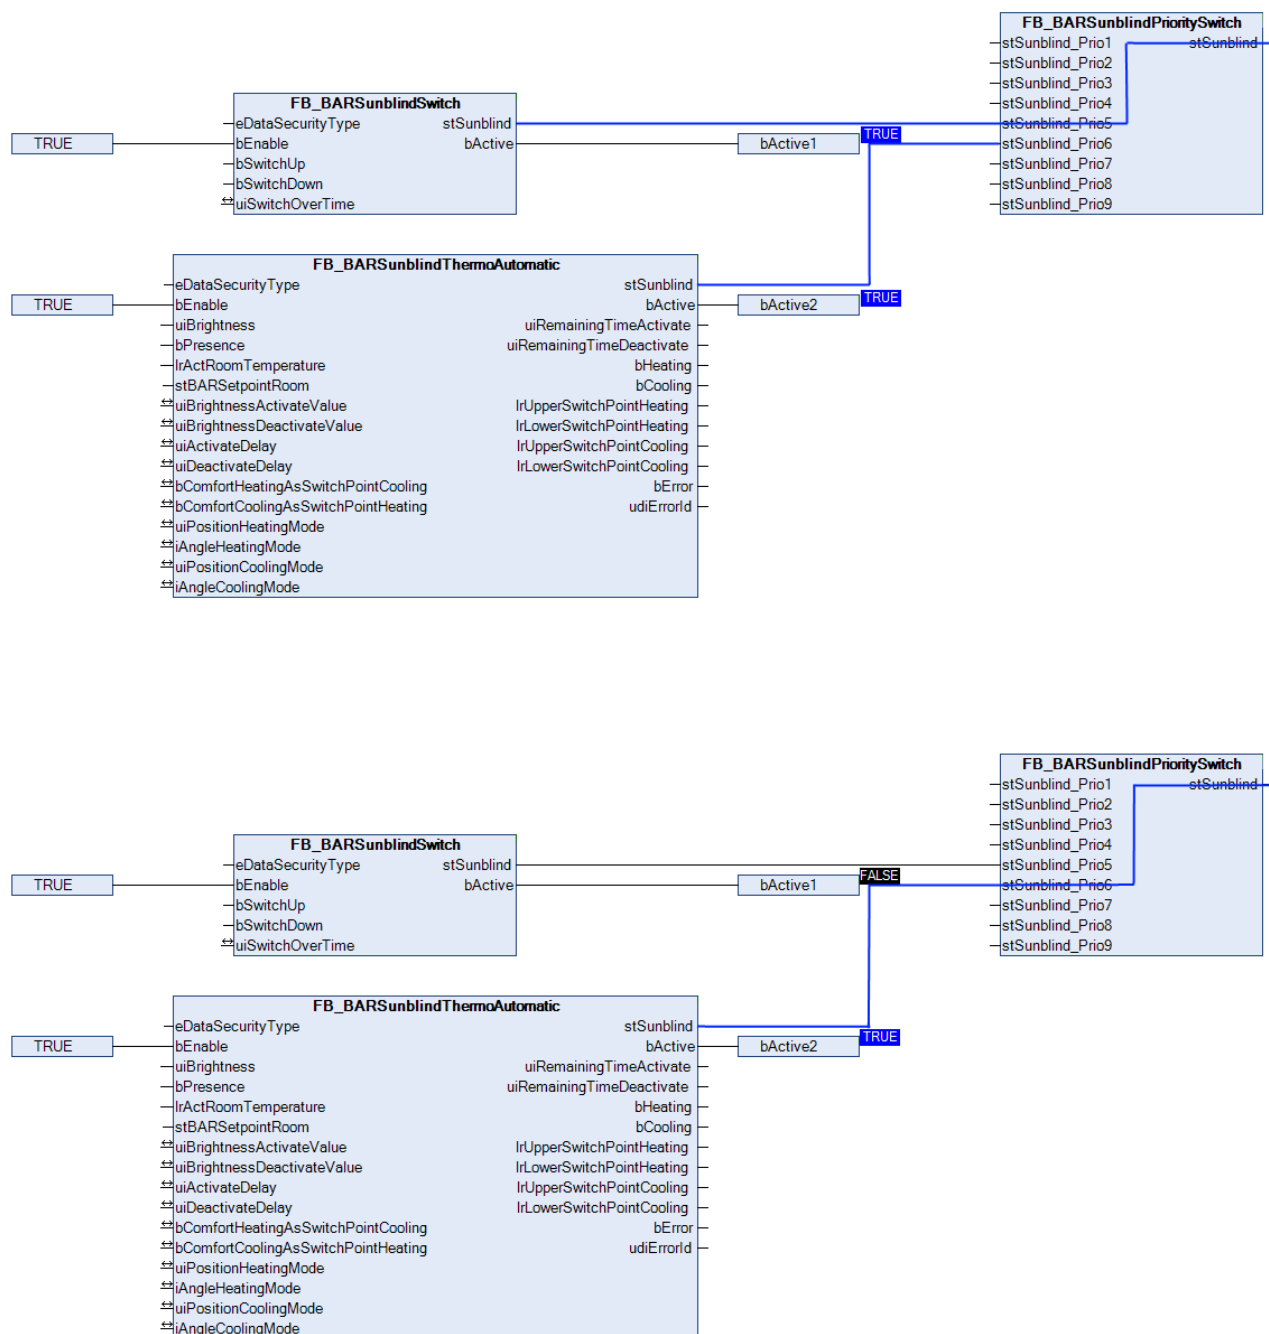 FB_BARSunblindPrioritySwitch
stSunblind_Prio1 stSunblind
stSunblind_Prio2
stSunblind_Prio3
stSunblind_Prio4
stSunblind_Prio5
stSunblind_Prio6
stSunblind_Prio7
stSunblind_Prio8
stSunblind_Prio9
FB_BARSunblindSwitch
eDataSecurityType stSunblind
TRUE bEnable bActive bActive1 TRUE
bSwitchUp
bSwitchDown
uiSwitchOverTime
FB_BARSunblindThermoAutomatic
eDataSecurityType stSunblind
TRUE bEnable bActive bActive2 TRUE
uiBrightness uiRemainingTimeActivate
bPresence uiRemainingTimeDeactivate
lrActRoomTemperature bHeating
stBARSetpointRoom bCooling
uiBrightnessActivateValue lrUpperSwitchPointHeating
uiBrightnessDeactivateValue lrLowerSwitchPointHeating
uiActivateDelay lrUpperSwitchPointCooling
uiDeactivateDelay lrLowerSwitchPointCooling
bComfortHeatingAsSwitchPointCooling bError
bComfortCoolingAsSwitchPointHeating udiErrorId
uiPositionHeatingMode
iAngleHeatingMode
uiPositionCoolingMode
iAngleCoolingMode
FB_BARSunblindPrioritySwitch
stSunblind_Prio1 stSunblind
stSunblind_Prio2
stSunblind_Prio3
stSunblind_Prio4
stSunblind_Prio5
stSunblind_Prio6
stSunblind_Prio7
stSunblind_Prio8
stSunblind_Prio9
FB_BARSunblindSwitch
eDataSecurityType stSunblind
TRUE bEnable bActive bActive1 FALSE
bSwitchUp
bSwitchDown
uiSwitchOverTime
FB_BARSunblindThermoAutomatic
eDataSecurityType stSunblind
TRUE bEnable bActive bActive2 TRUE
uiBrightness uiRemainingTimeActivate
bPresence uiRemainingTimeDeactivate
lrActRoomTemperature bHeating
stBARSetpointRoom bCooling
uiBrightnessActivateValue lrUpperSwitchPointHeating
uiBrightnessDeactivateValue lrLowerSwitchPointHeating
uiActivateDelay lrUpperSwitchPointCooling
uiDeactivateDelay lrLowerSwitchPointCooling
bComfortHeatingAsSwitchPointCooling bError
bComfortCoolingAsSwitchPointHeating udiErrorId
uiPositionHeatingMode
iAngleHeatingMode
uiPositionCoolingMode
iAngleCoolingMode